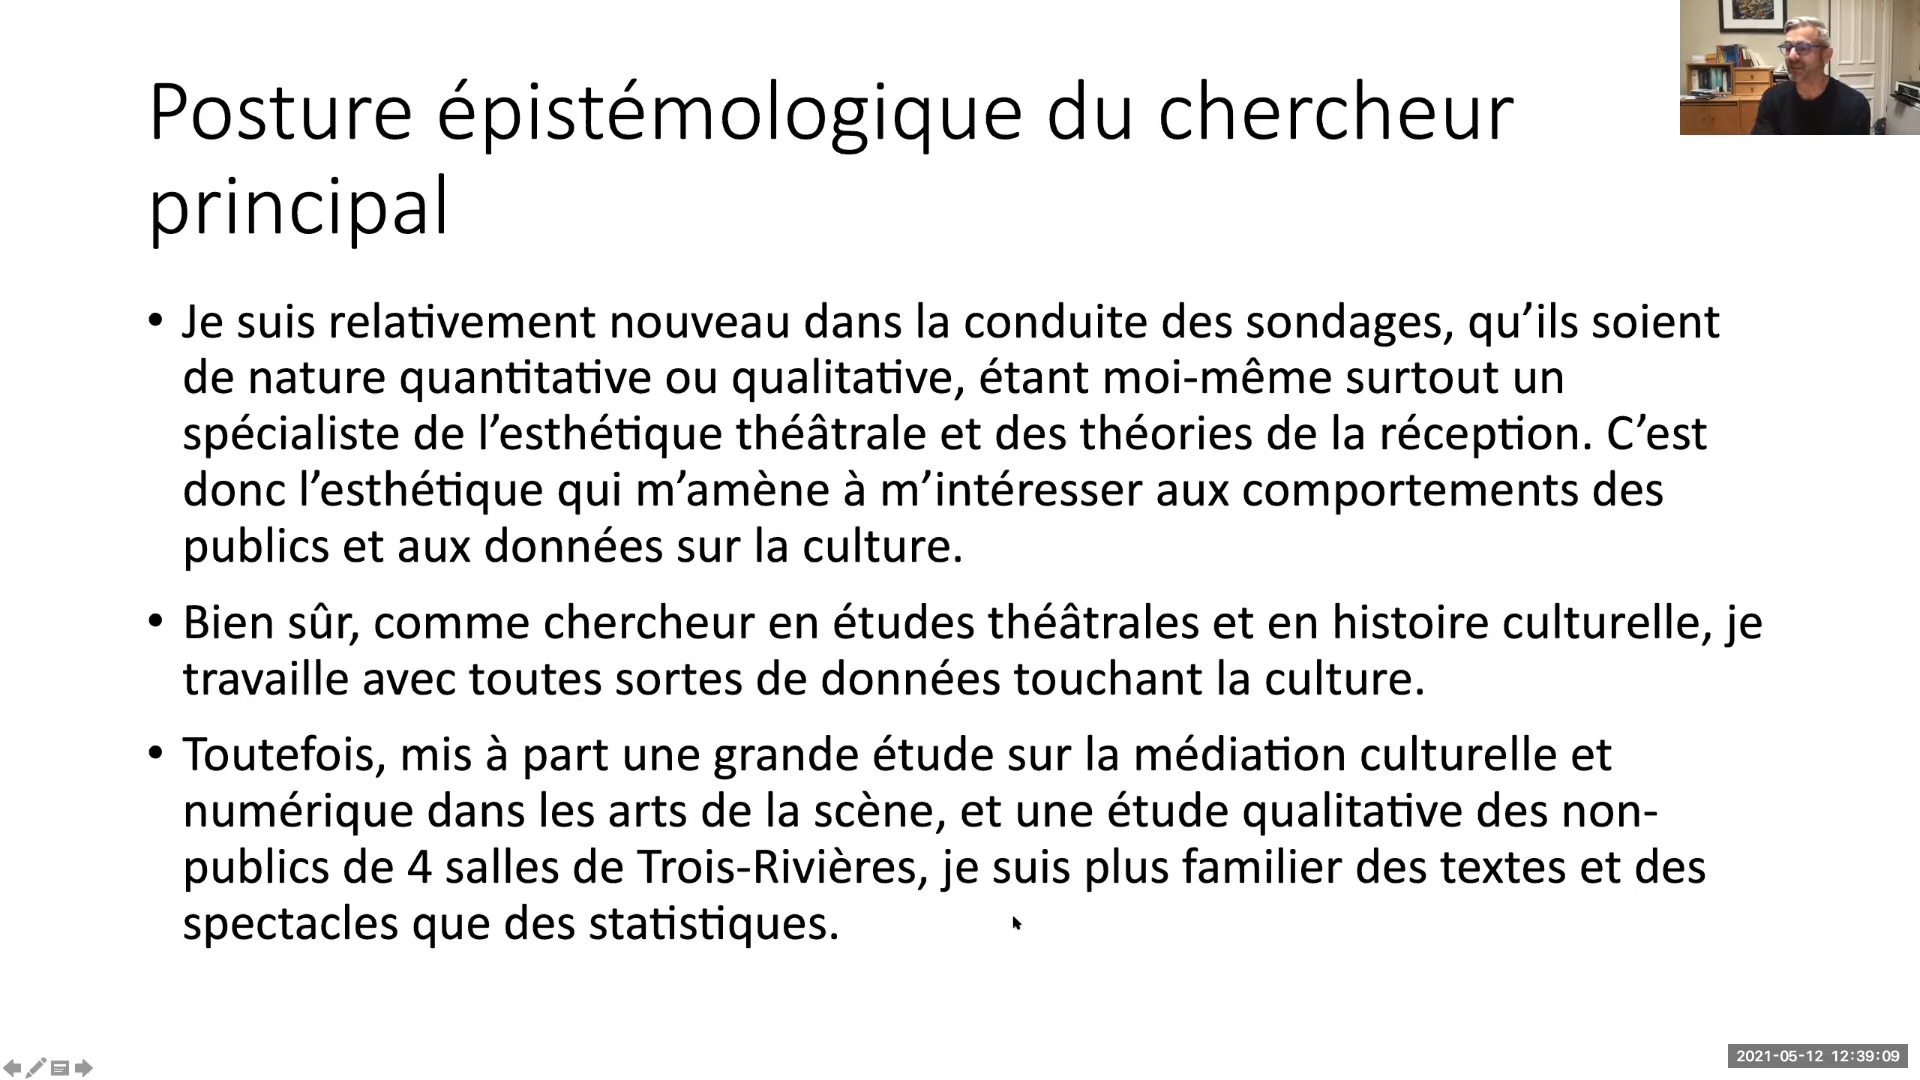 Posture épistémologique du chercheur
principal
• Je suis relativement nouveau dans la conduite des sondages, qu’ils soient
de nature quantitative ou qualitative, étant moi-même surtout un
spécialiste de l’esthétique théâtrale et des théories de la réception. C’est
donc l’esthétique qui m’amène à m’intéresser aux comportements des
publics et aux données sur la culture.
• Bien sûr, comme chercheur en études théâtrales et en histoire culturelle, je
travaille avec toutes sortes de données touchant la culture.
• Toutefois, mis à part une grande étude sur la médiation culturelle et
numérique dans les arts de la scène, et une étude qualitative des non-
publics de 4 salles de Trois-Rivières, je suis plus familier des textes et des
spectacles que des statistiques.
2021-05-12 12:39:09